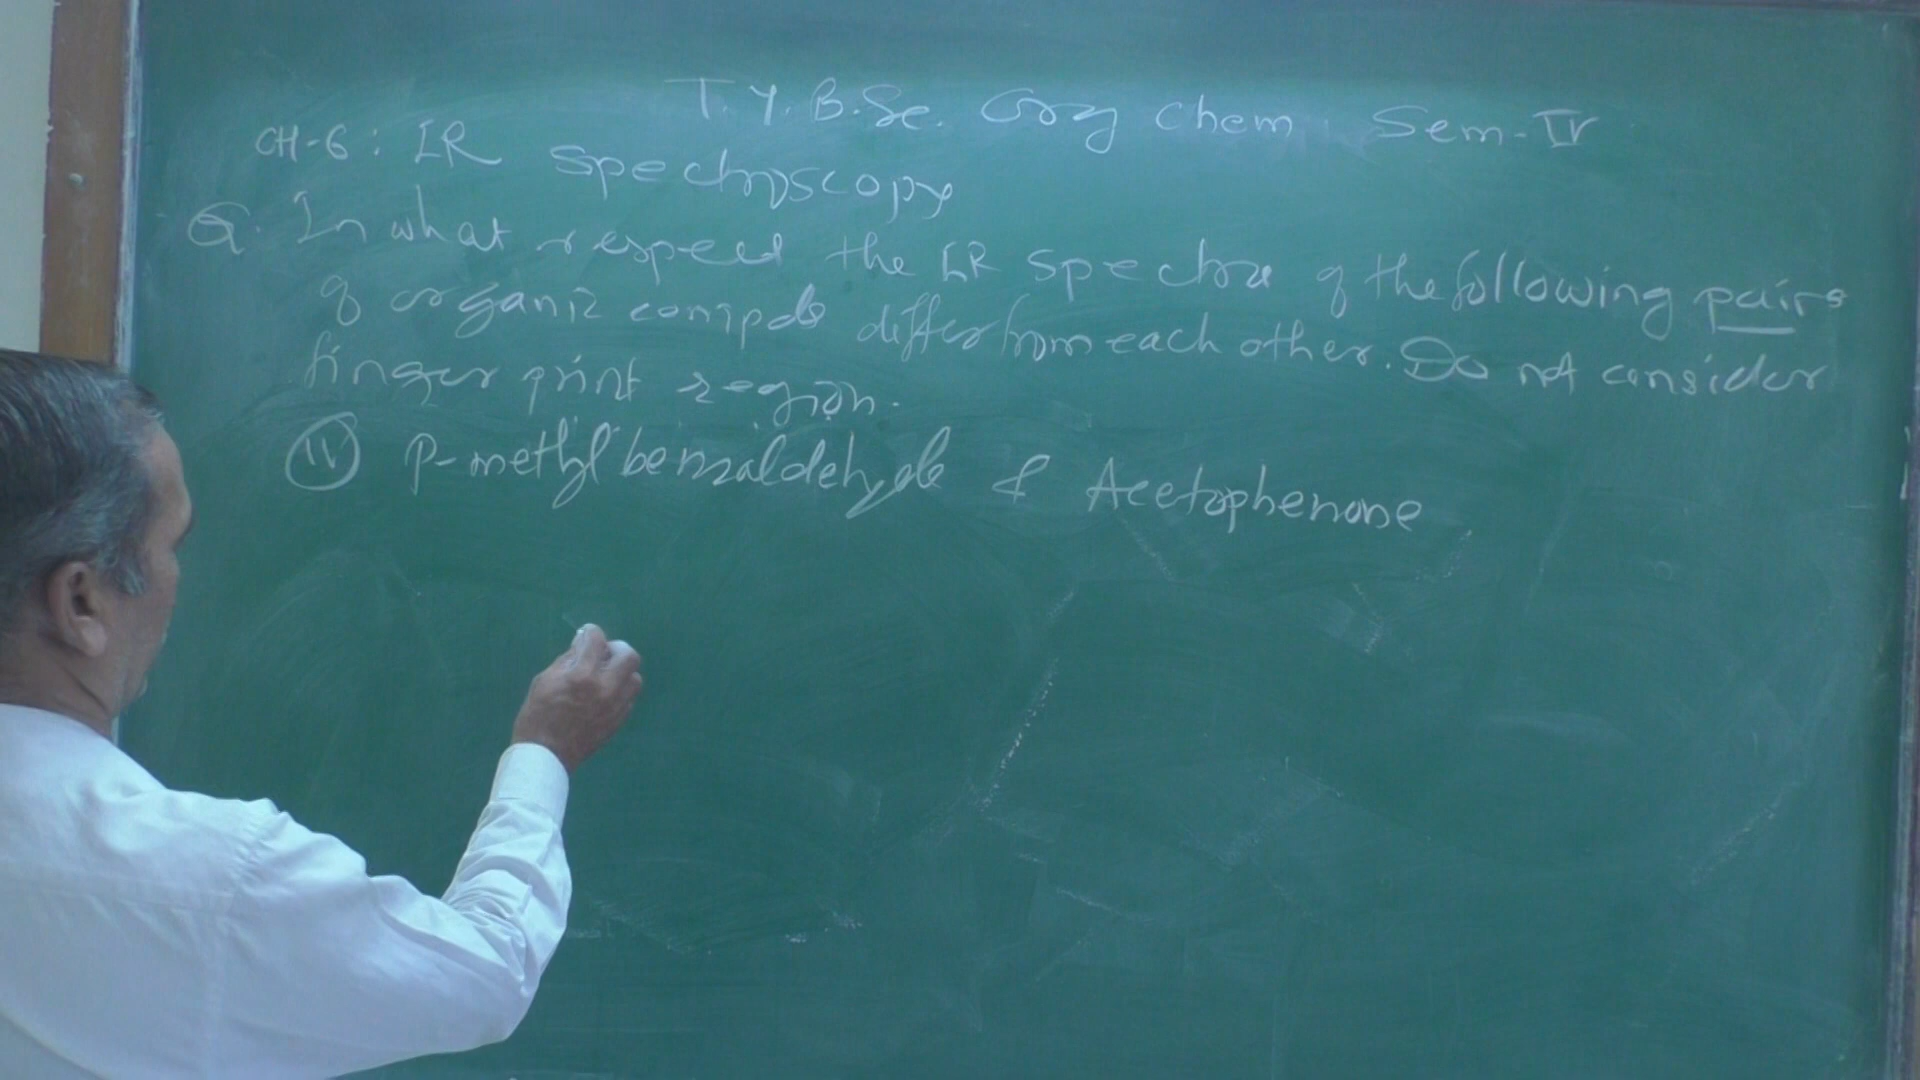 T.Y.B.Sc. Org Chem. Sem-IV
CH-6: IR Spectroscopy
Q. In what respect the IR spectra of the following pairs
of organic compds differ from each other. Do not consider
finger print region.
(IV) P-methyl benzaldehyde & Acetophenone